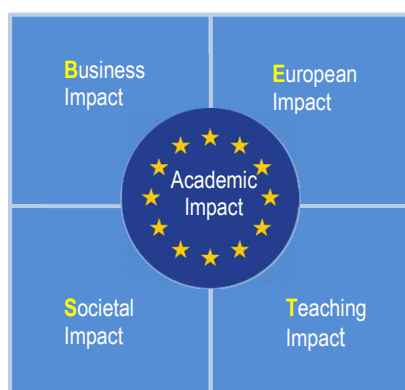 Business
Impact
European
Impact
Academic
Impact
Societal
Impact
Teaching
Impact